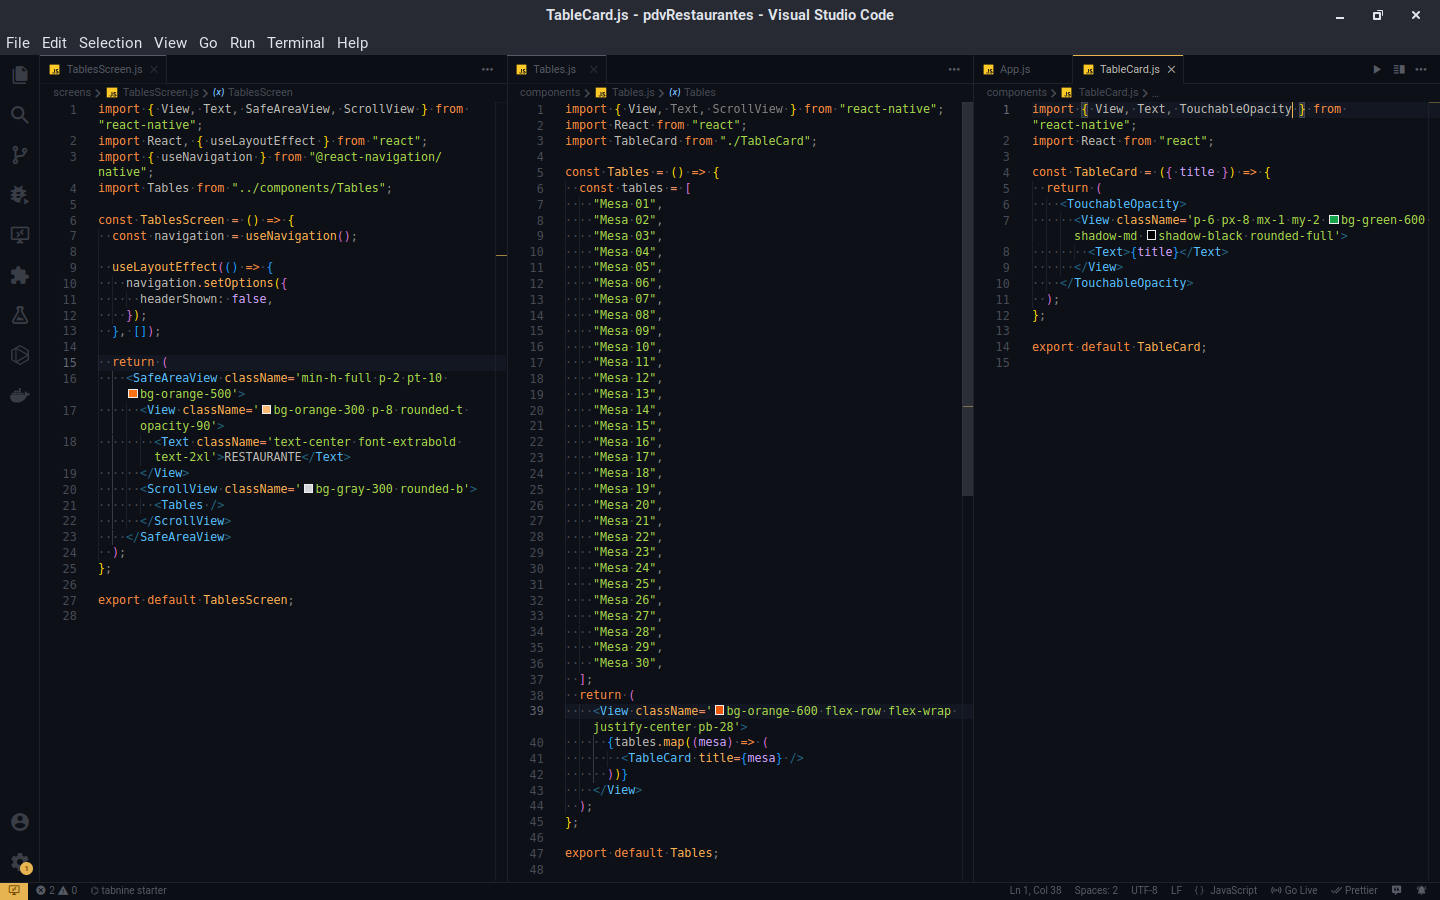 TableCard.js - pdvRestaurantes - Visual Studio Code
File Edit Selection View Go Run Terminal Help
TablesScreen.js
screens > TablesScreen.js > TablesScreen
1 import { View, Text, SafeAreaView, ScrollView } from
"react-native";
2 import React, { useLayoutEffect } from "react";
3 import { useNavigation } from "@react-navigation/
native";
4 import Tables from "../components/Tables";
5
6 const TablesScreen = () => {
7 const navigation = useNavigation();
8
9 useLayoutEffect(() => {
10 navigation.setOptions({
11 headerShown: false,
12 });
13 }, []);
14
15 return (
16 <SafeAreaView className='min-h-full p-2 pt-10
bg-orange-500'>
17 <View className='bg-orange-300 p-8 rounded-t
opacity-90'>
18 <Text className='text-center font-extrabold
text-2xl'>RESTAURANTE</Text>
19 </View>
20 <ScrollView className='bg-gray-300 rounded-b'>
21 <Tables />
22 </ScrollView>
23 </SafeAreaView>
24 );
25 };
26
27 export default TablesScreen;
28
Tables.js
components > Tables.js > Tables
1 import { View, Text, ScrollView } from "react-native";
2 import React from "react";
3 import TableCard from "./TableCard";
4
5 const Tables = () => {
6 const tables = [
7 "Mesa 01",
8 "Mesa 02",
9 "Mesa 03",
10 "Mesa 04",
11 "Mesa 05",
12 "Mesa 06",
13 "Mesa 07",
14 "Mesa 08",
15 "Mesa 09",
16 "Mesa 10",
17 "Mesa 11",
18 "Mesa 12",
19 "Mesa 13",
20 "Mesa 14",
21 "Mesa 15",
22 "Mesa 16",
23 "Mesa 17",
24 "Mesa 18",
25 "Mesa 19",
26 "Mesa 20",
27 "Mesa 21",
28 "Mesa 22",
29 "Mesa 23",
30 "Mesa 24",
31 "Mesa 25",
32 "Mesa 26",
33 "Mesa 27",
34 "Mesa 28",
35 "Mesa 29",
36 "Mesa 30",
37 ];
38 return (
39 <View className='bg-orange-600 flex-row flex-wrap
justify-center pb-28'>
40 {tables.map((mesa) => (
41 <TableCard title={mesa} />
42 ))}
43 </View>
44 );
45 };
46
47 export default Tables;
48
App.js TableCard.js
components > TableCard.js > ...
1 import { View, Text, TouchableOpacity } from
"react-native";
2 import React from "react";
3
4 const TableCard = ({ title }) => {
5 return (
6 <TouchableOpacity>
7 <View className='p-6 px-8 mx-1 my-2 bg-green-600
shadow-md shadow-black rounded-full'>
8 <Text>{title}</Text>
9 </View>
10 </TouchableOpacity>
11 );
12 };
13
14 export default TableCard;
15
1
2 0 tabnine starter Ln 1, Col 38 Spaces: 2 UTF-8 LF {} JavaScript Go Live Prettier